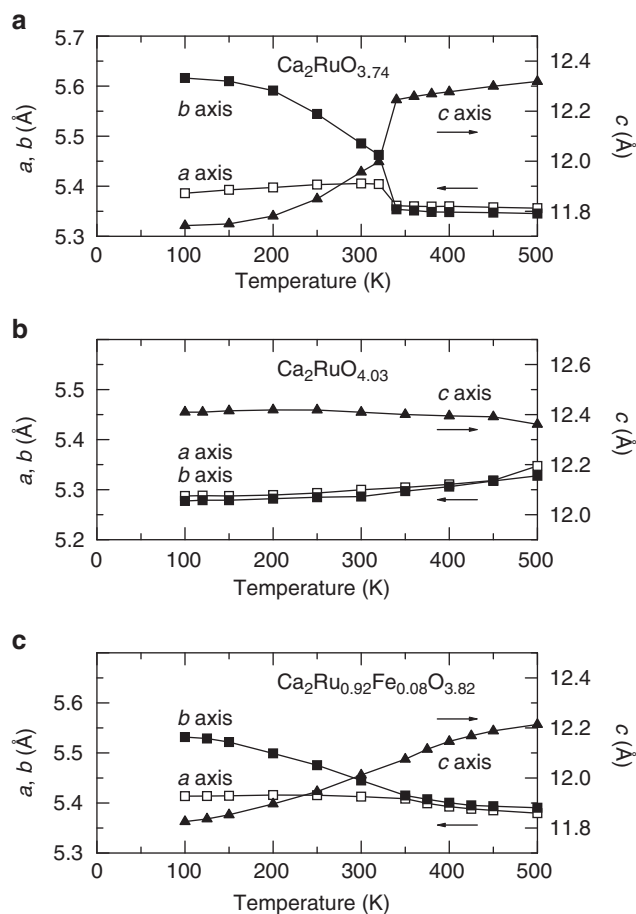 a
5.7
5.6
5.5
5.4
5.3
a, b (Å)
Ca₂RuO₃.₇₄
b axis
a axis
c axis
12.4
12.2
12.0
11.8
c (Å)
0 100 200 300 400 500
Temperature (K)
b
5.5
5.4
5.3
5.2
a, b (Å)
Ca₂RuO₄.₀₃
c axis
a axis
b axis
12.6
12.4
12.2
12.0
c (Å)
0 100 200 300 400 500
Temperature (K)
c
5.6
5.5
5.4
5.3
a, b (Å)
Ca₂Ru₀.₉₂Fe₀.₀₈O₃.₈₂
b axis
a axis
c axis
12.4
12.2
12.0
11.8
c (Å)
0 100 200 300 400 500
Temperature (K)